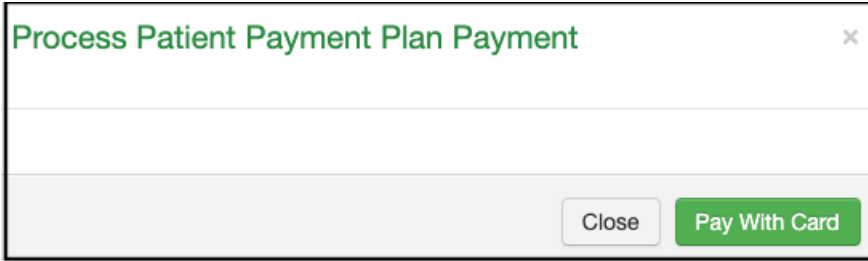 Process Patient Payment Plan Payment ×
Close Pay With Card